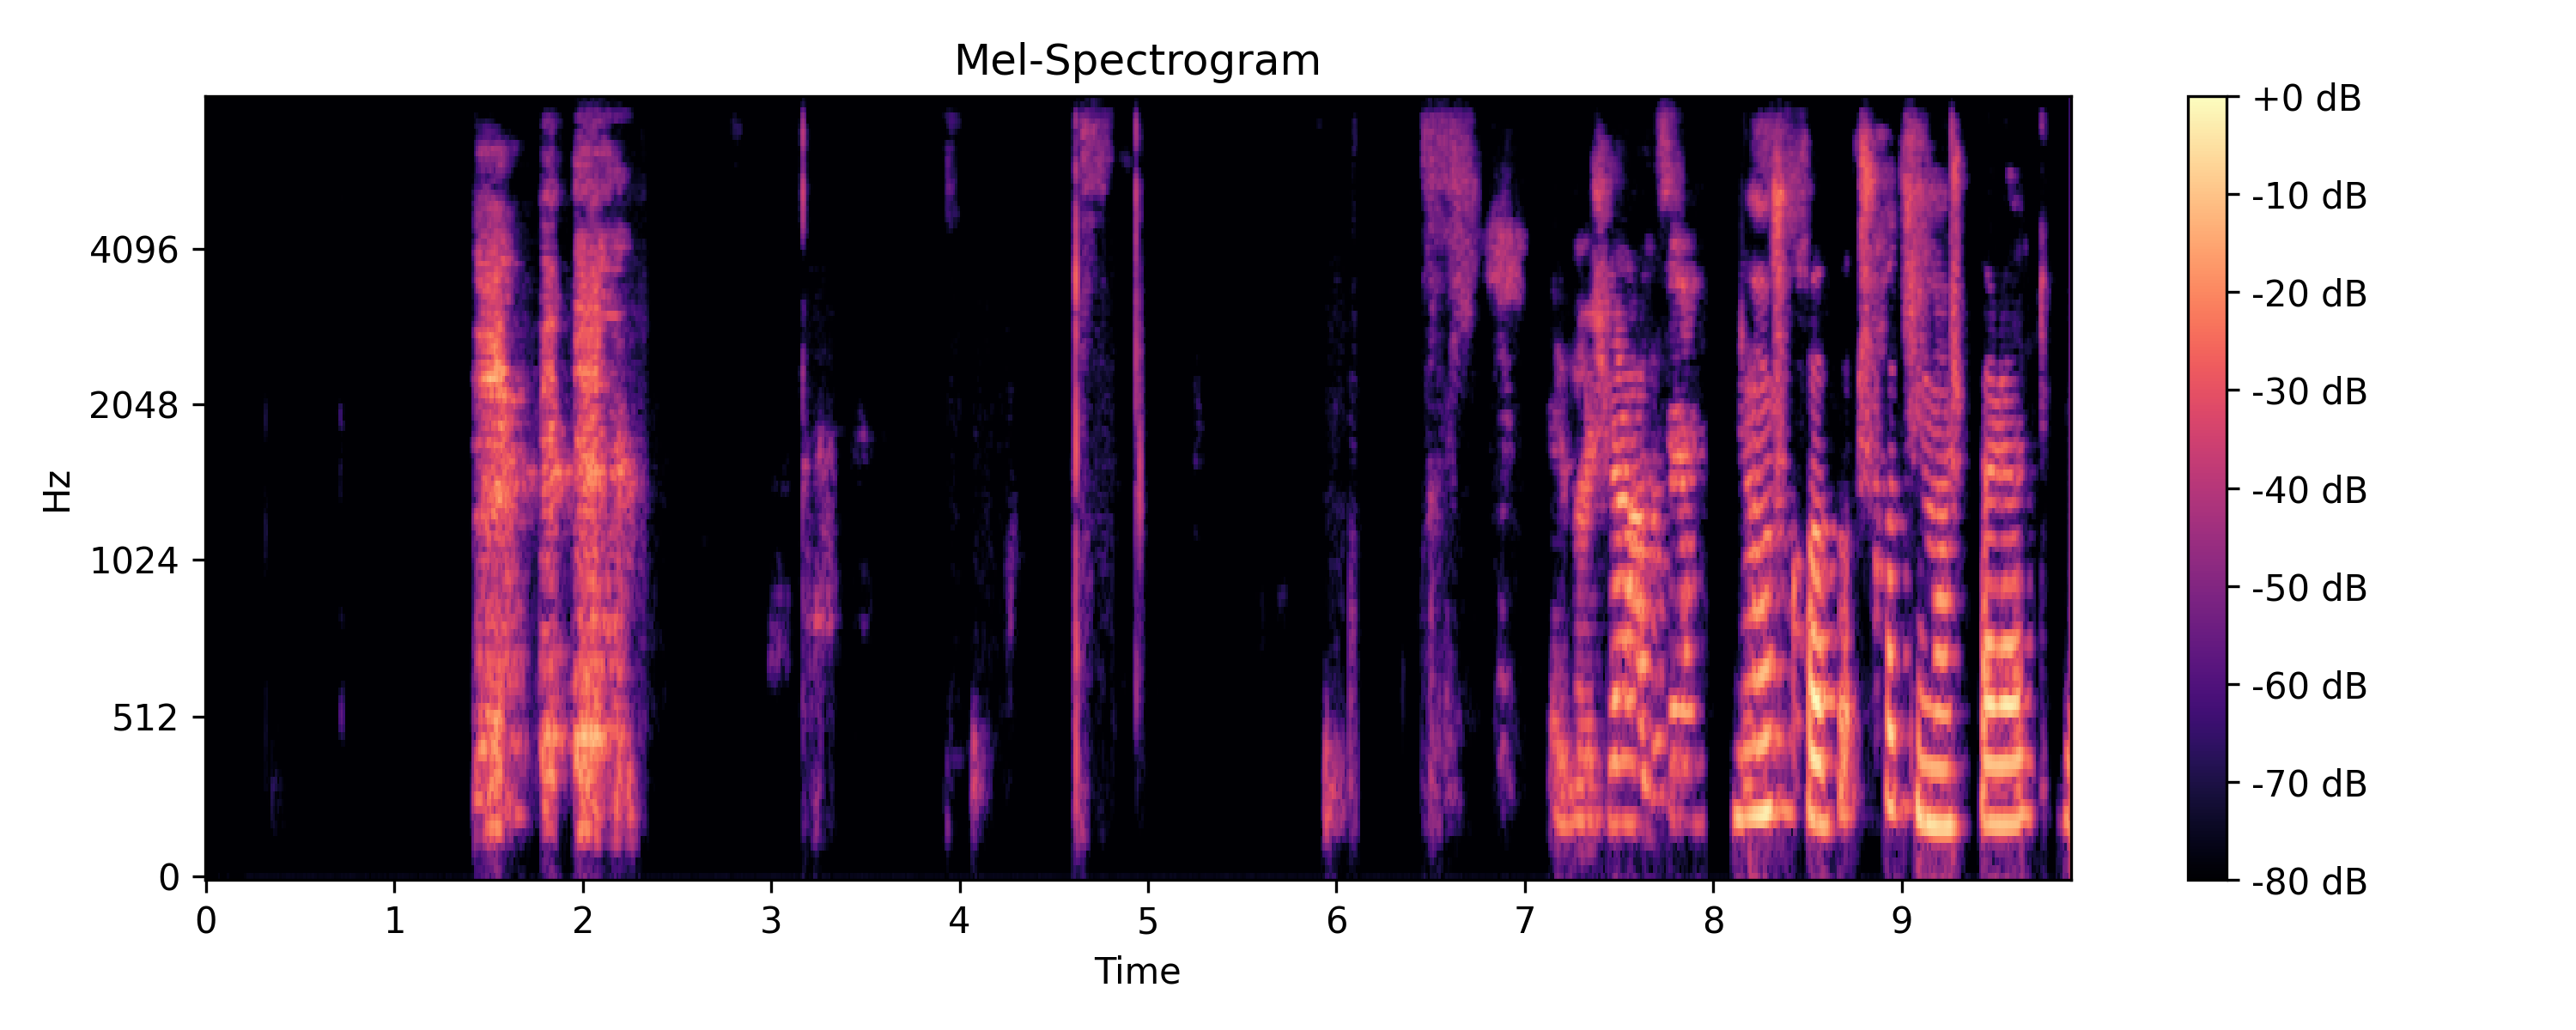 Mel-Spectrogram
+0 dB
-10 dB
-20 dB
-30 dB
-40 dB
-50 dB
-60 dB
-70 dB
-80 dB
Hz
4096
2048
1024
512
0
0 1 2 3 4 5 6 7 8 9
Time